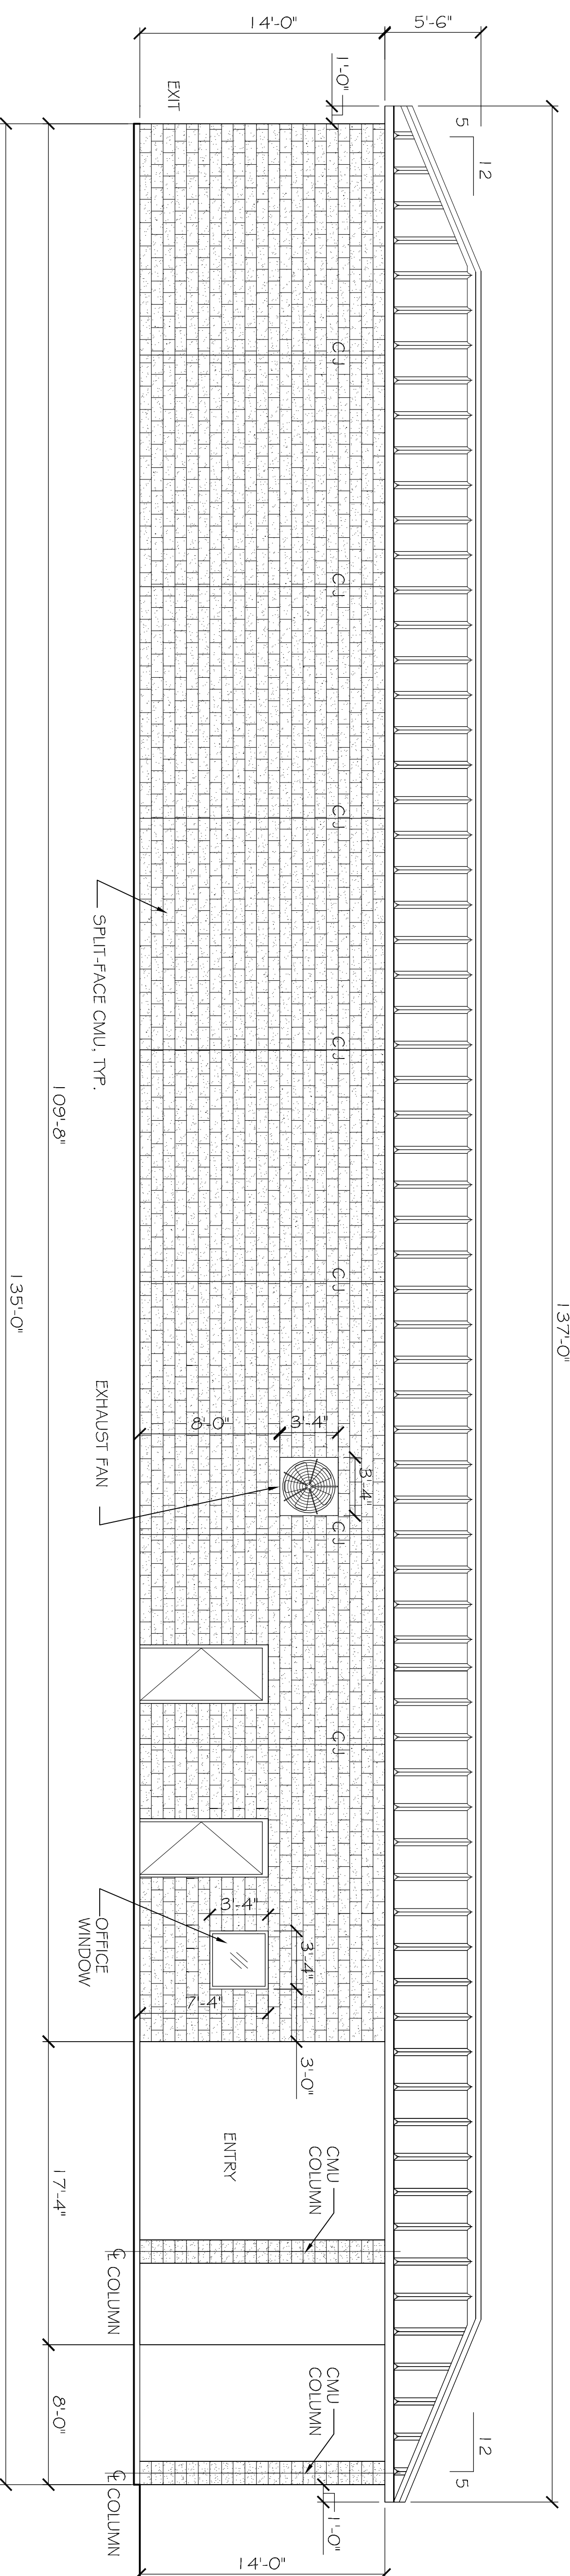 137'-0"
5'-6"
14'-0"
1'-0"
12
5
12
5
CJ
CJ
CJ
CJ
CJ
CJ
CJ
3'-4"
3'-4"
8'-0"
3'-4"
3'-4"
7'-4"
3'-0"
EXIT
SPLIT-FACE CMU, TYP.
EXHAUST FAN
OFFICE
WINDOW
ENTRY
CMU
COLUMN
CMU
COLUMN
℄ COLUMN
℄ COLUMN
1'-0"
14'-0"
109'-8"
17'-4"
8'-0"
135'-0"